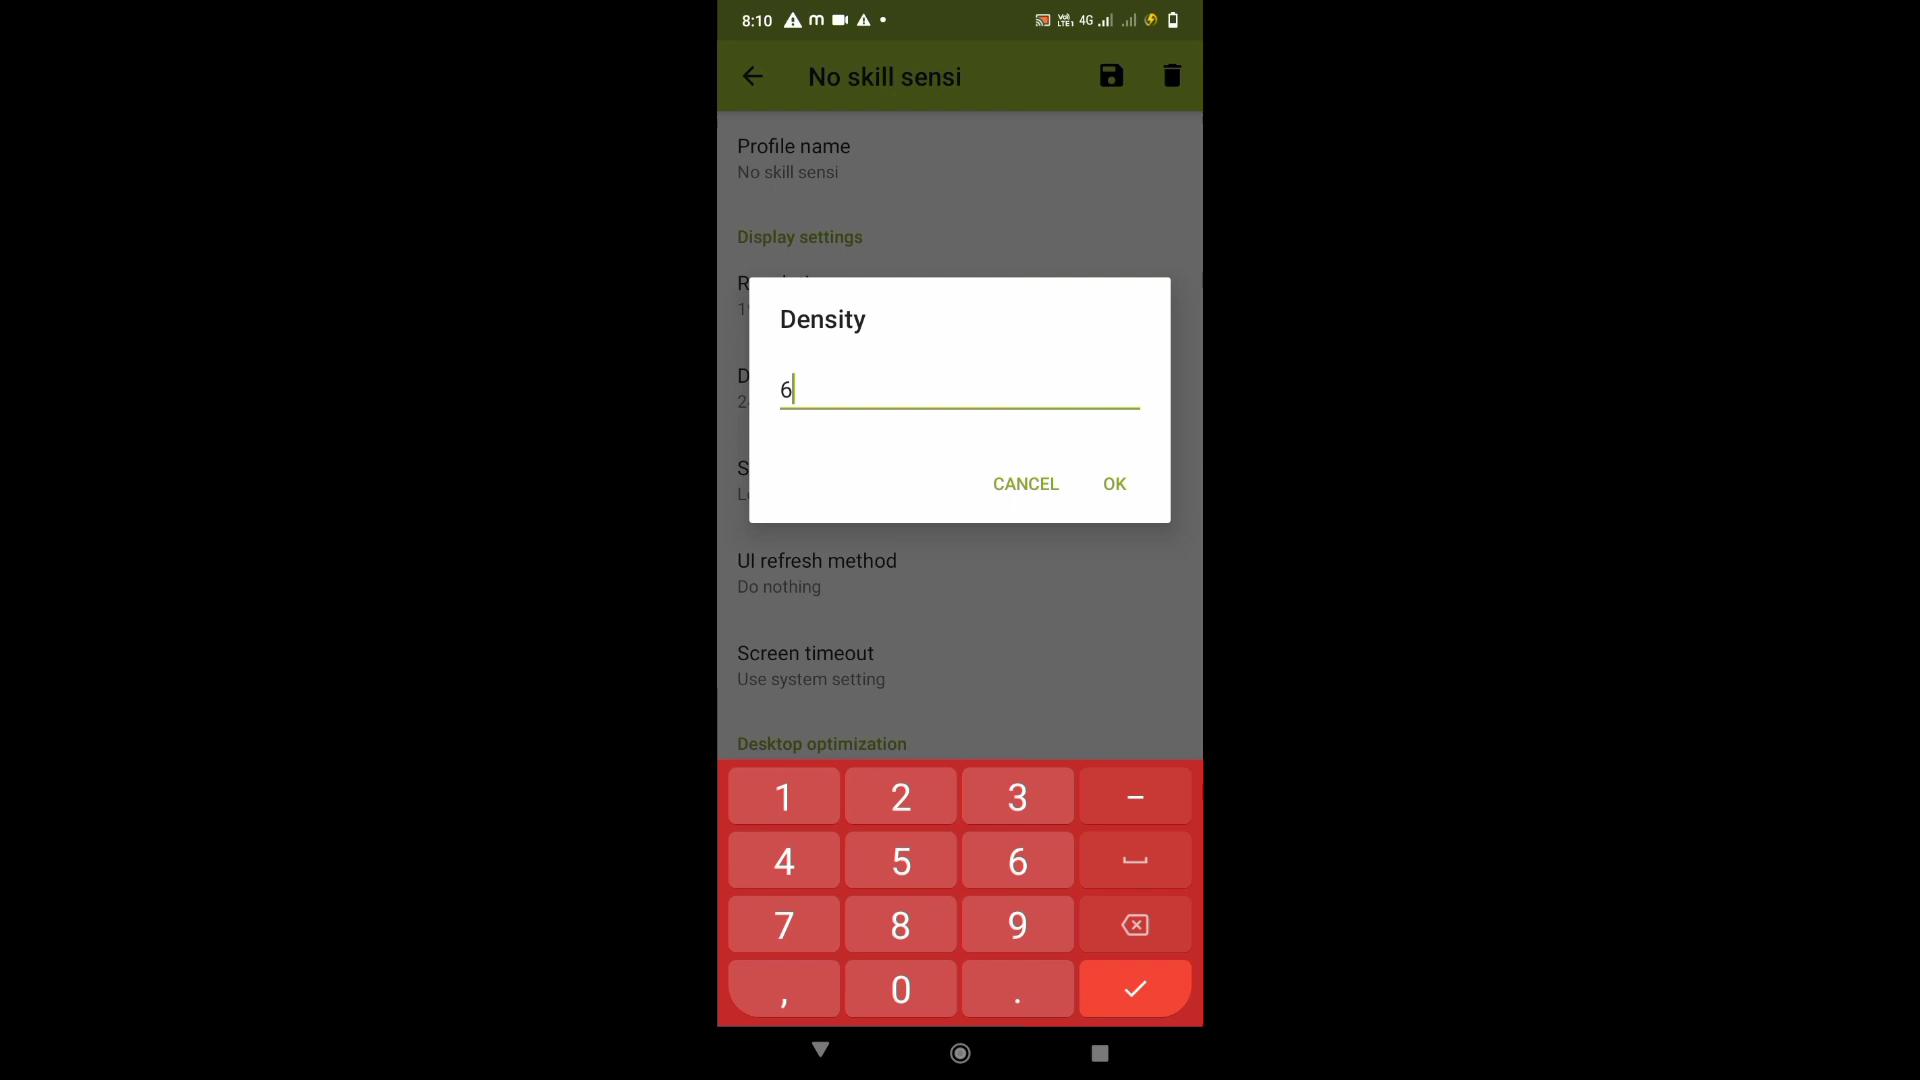 8:10
4G
No skill sensi
Profile name
No skill sensi
Display settings
Density
6
CANCEL
OK
UI refresh method
Do nothing
Screen timeout
Use system setting
Desktop optimization
1 2 3 –
4 5 6
7 8 9
, 0 .